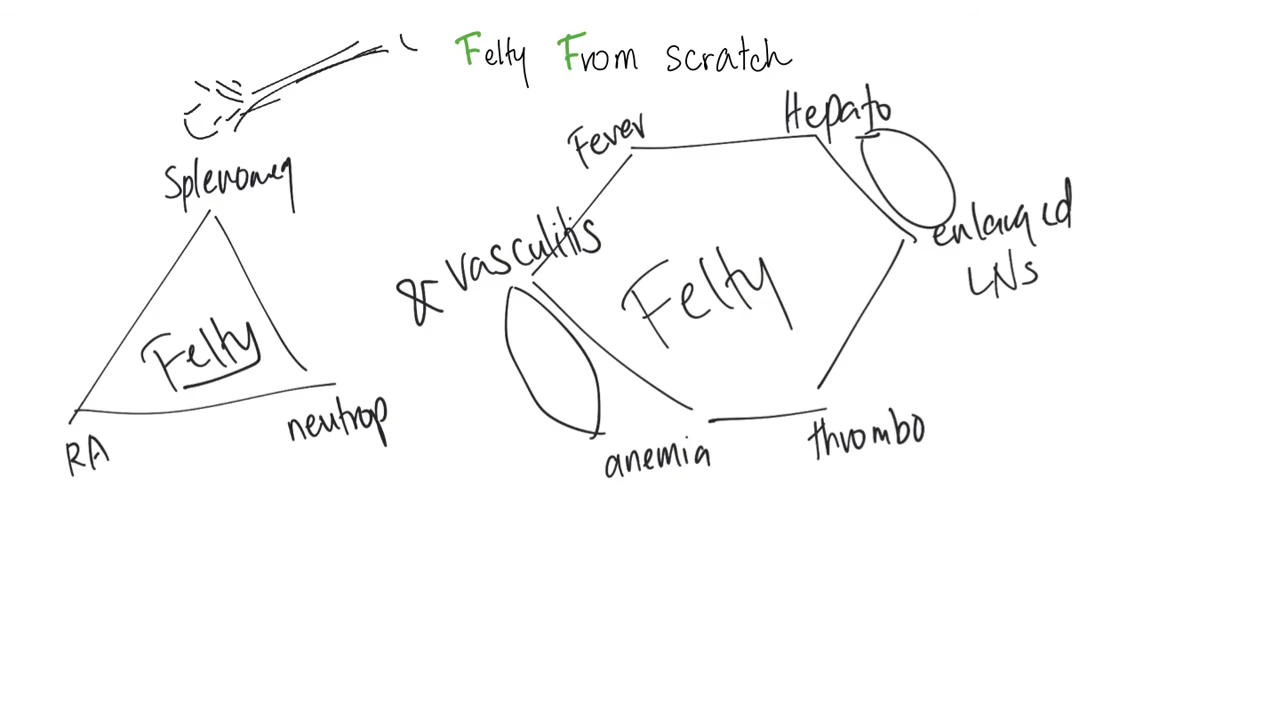 Felty From scratch
Splenomeg
Felty
RA
neutrop
Fever
Hepato
enlarged
LNs
thrombo
anemia
& vasculitis
Felty